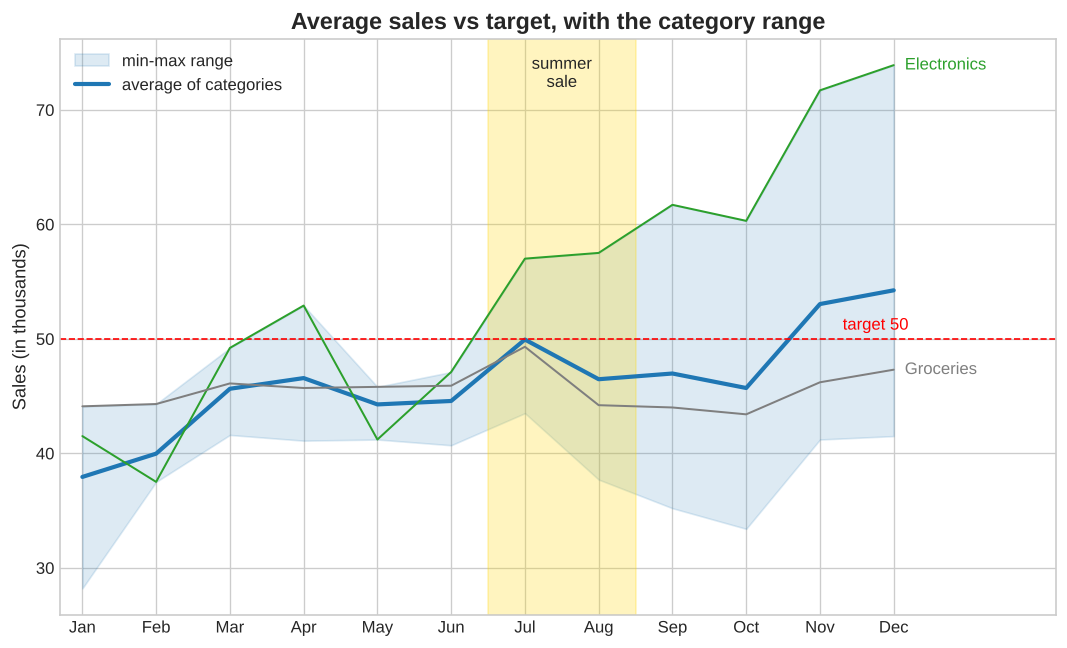 Average sales vs target, with the category range
min-max range
average of categories
summer
sale
Electronics
target 50
Groceries
Sales (in thousands)
70
60
50
40
30
Jan Feb Mar Apr May Jun Jul Aug Sep Oct Nov Dec